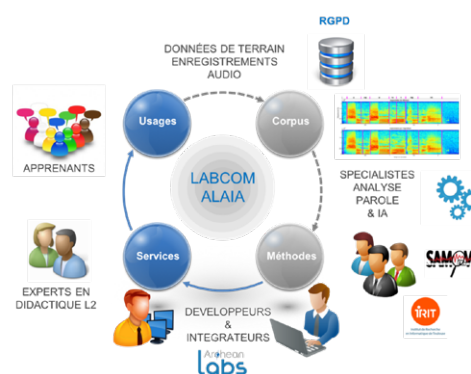 RGPD
DONNÉES DE TERRAIN
ENREGISTREMENTS
AUDIO
Usages
Corpus
APPRENANTS
LABCOM
ALAIA
SPECIALISTES
ANALYSE
PAROLE
& IA
Services
Méthodes
EXPERTS EN
DIDACTIQUE L2
DEVELOPPEURS
&
INTEGRATEURS
SAMoVA
IRIT
Archean
Labs